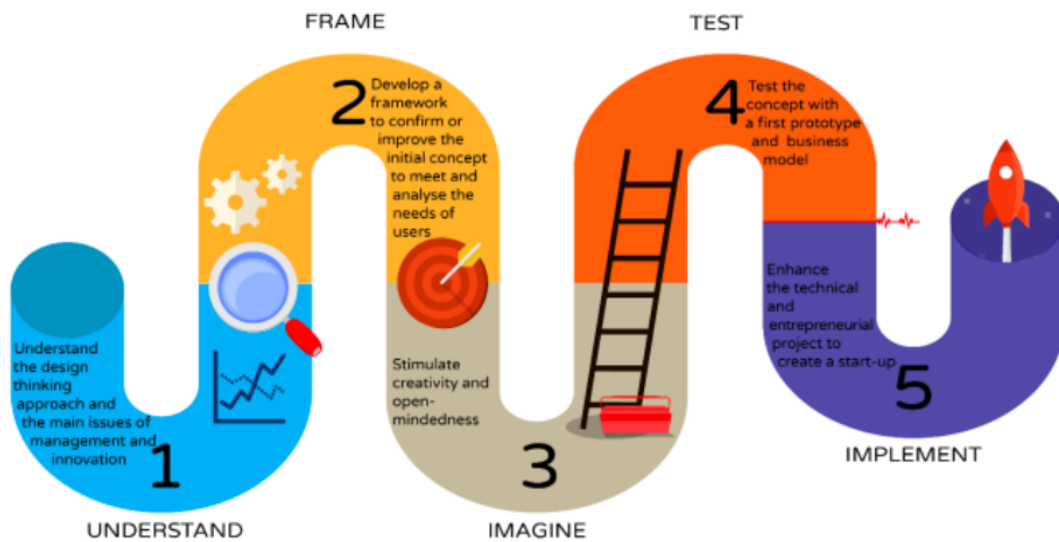 FRAME
TEST
2
Develop a
framework
to confirm or
improve the
initial concept
to meet and
analyse the
needs of
users
4
Test the
concept with
a first prototype
and business
model
Understand
the design
thinking
approach and
the main issues of
management and
innovation
1
UNDERSTAND
Stimulate
creativity and
open-
mindedness
3
IMAGINE
Enhance
the technical
and
entrepreneurial
project to
create a start-up
5
IMPLEMENT